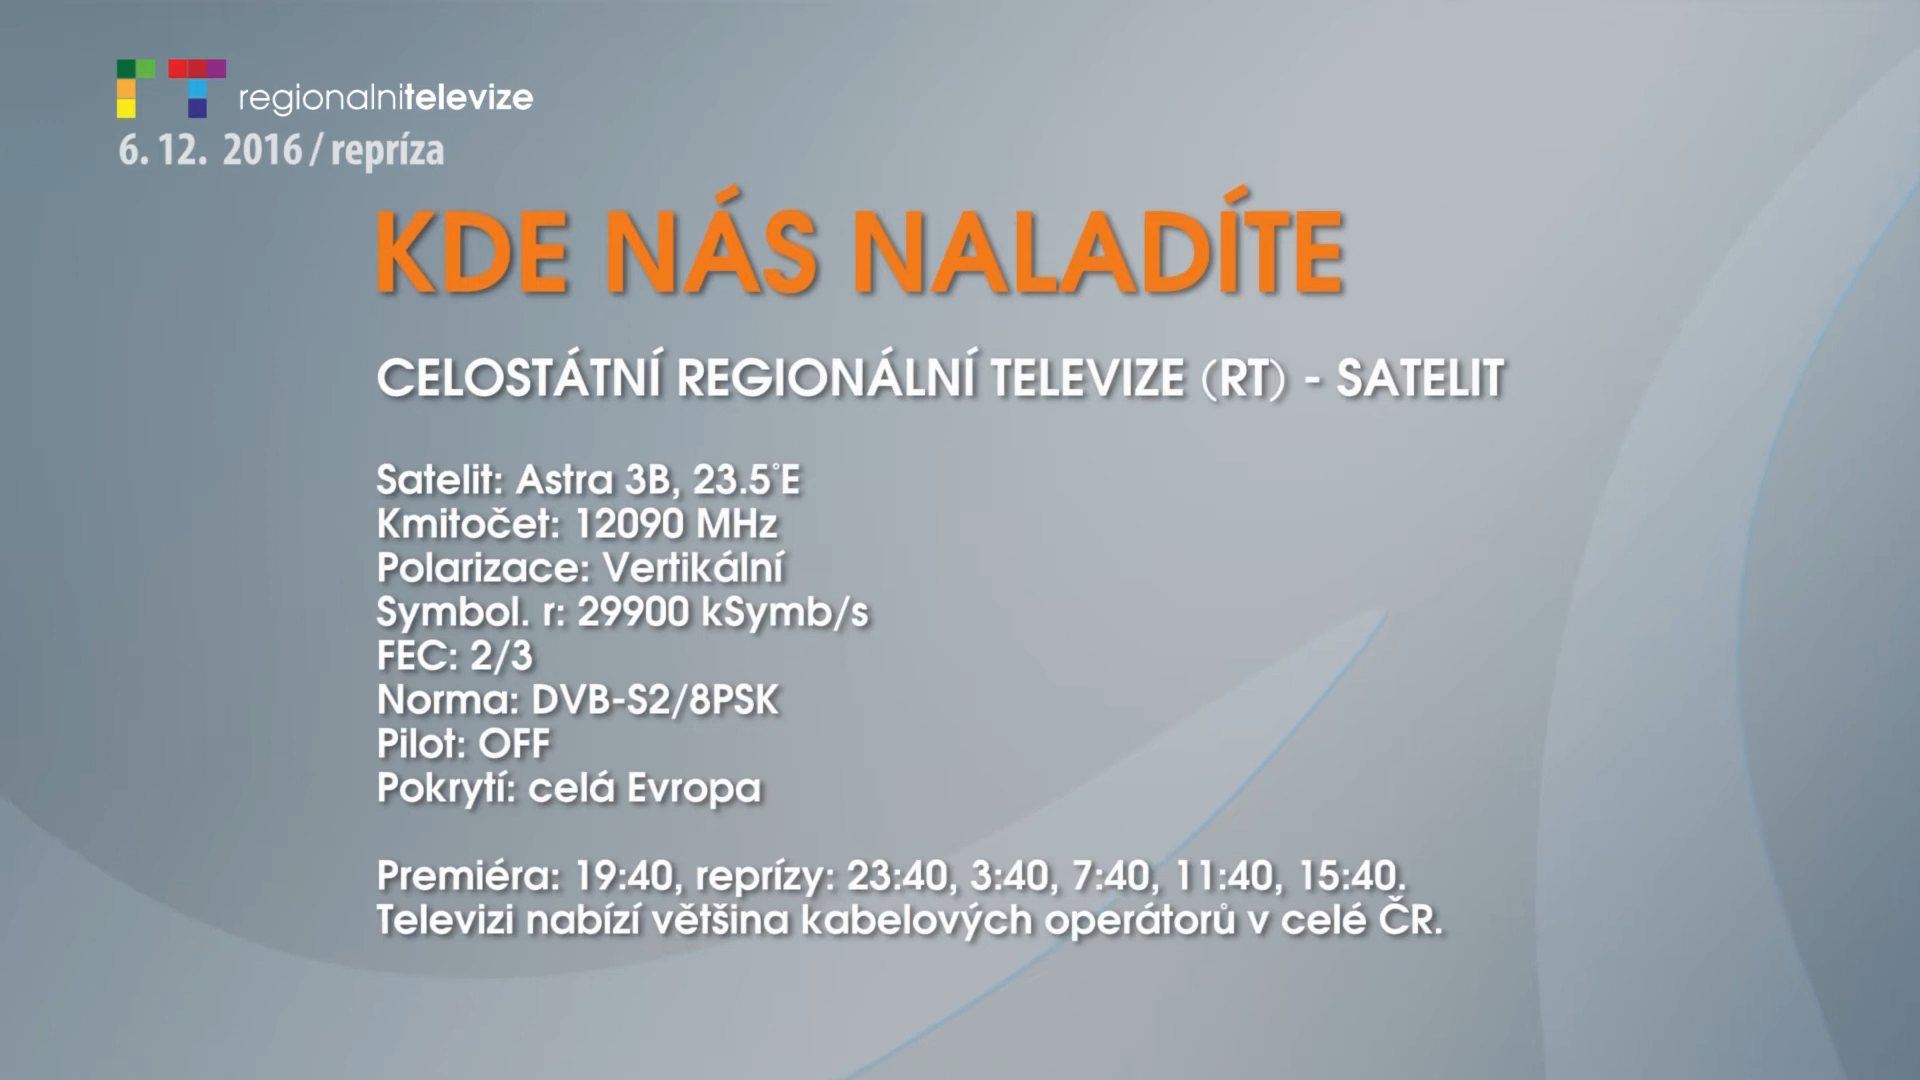 regionalnitelevize
6. 12. 2016 / repríza
KDE NÁS NALADÍTE
CELOSTÁTNÍ REGIONÁLNÍ TELEVIZE (RT) - SATELIT
Satelit: Astra 3B, 23.5°E
Kmitočet: 12090 MHz
Polarizace: Vertikální
Symbol. r: 29900 kSymb/s
FEC: 2/3
Norma: DVB-S2/8PSK
Pilot: OFF
Pokrytí: celá Evropa
Premiéra: 19:40, reprízy: 23:40, 3:40, 7:40, 11:40, 15:40.
Televizi nabízí většina kabelových operátorů v celé ČR.